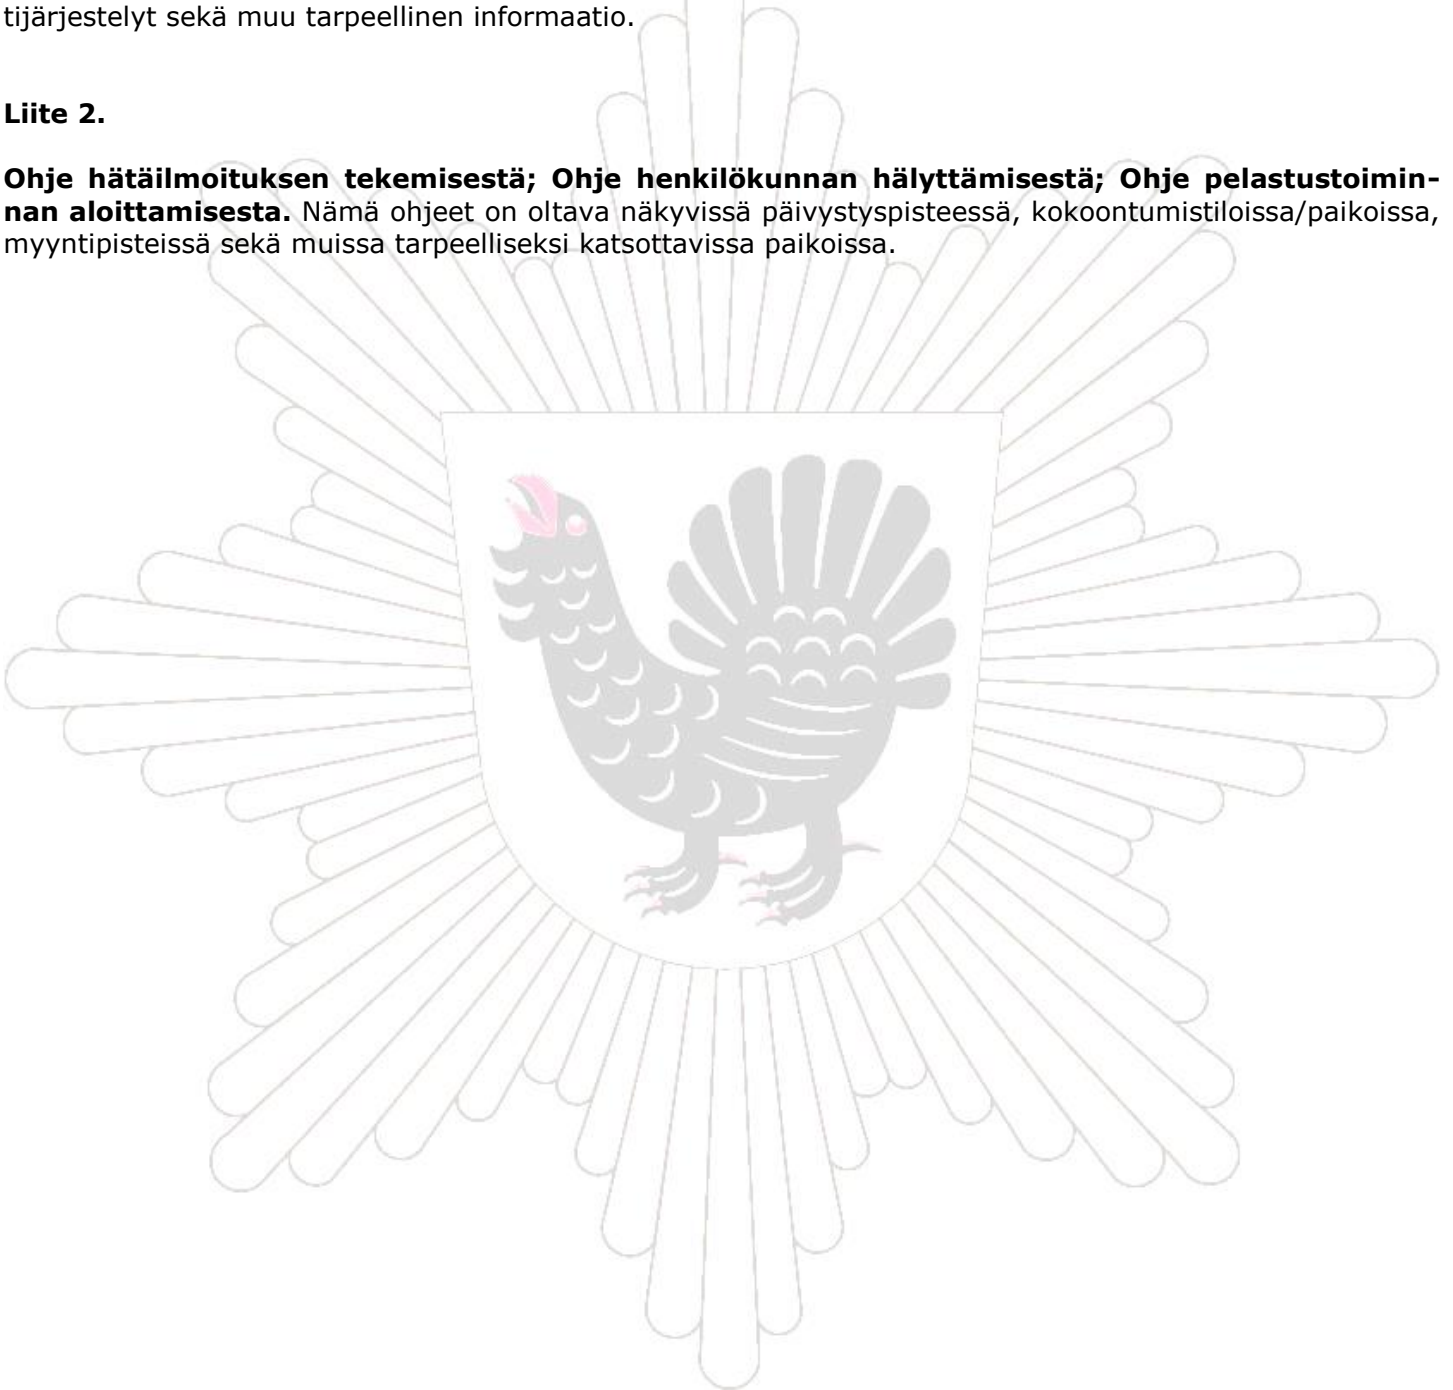 tijärjestelyt sekä muu tarpeellinen informaatio.
Liite 2.
Ohje hätäilmoituksen tekemisestä; Ohje henkilökunnan hälyttämisestä; Ohje pelastustoimin-
nan aloittamisesta. Nämä ohjeet on oltava näkyvissä päivystyspisteessä, kokoontumistiloissa/paikoissa,
myyntipisteissä sekä muissa tarpeelliseksi katsottavissa paikoissa.